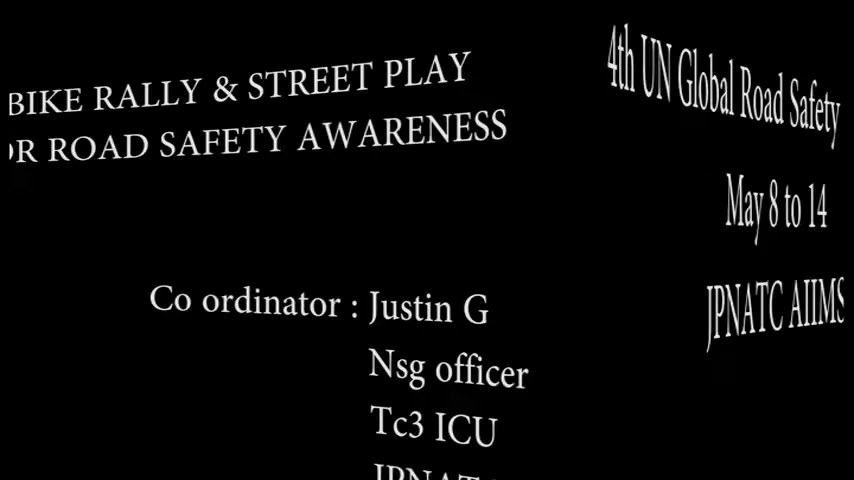 BIKE RALLY & STREET PLAY
OR ROAD SAFETY AWARENESS
Co ordinator : Justin G
Nsg officer
Tc3 ICU
4th UN Global Road Safety
May 8 to 14
JPNATC AIIMS